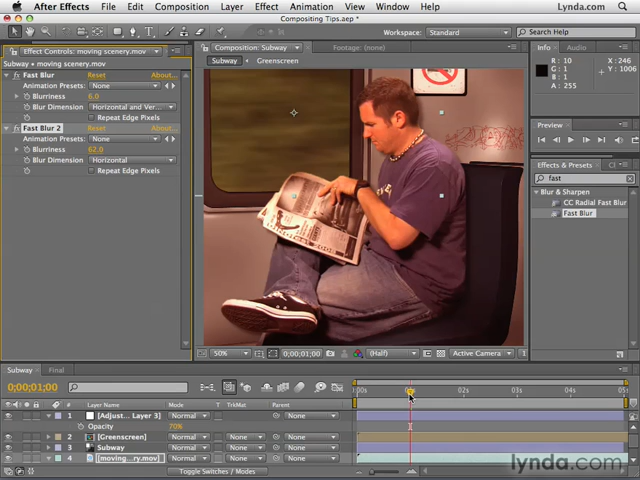 After Effects File Edit Composition Layer Effect Animation View Window Lynda.com
Compositing Tips.aep *
Workspace: Standard
Search Help
Effect Controls: moving scenery.mov
Subway • moving scenery.mov
Fast Blur Reset About...
Animation Presets: None
Blurriness 6.0
Blur Dimension Horizontal and Ver...
Repeat Edge Pixels
Fast Blur 2 Reset About...
Animation Presets: None
Blurriness 62.0
Blur Dimension Horizontal
Repeat Edge Pixels
Composition: Subway
Footage: (none)
Subway Greenscreen
50%
0;00;01;00
(Half)
Active Camera
1
Info Audio
R: 10
G: 1
B: 1
A: 255
X: 246
Y: 1006
Preview
Effects & Presets
fast
Blur & Sharpen
CC Radial Fast Blur
Fast Blur
Subway Final
0;00;01;00
:00s 02s 03s 04s 05s
# Layer Name Mode T TrkMat Parent
1 [Adjust... Layer 3] Normal None
Opacity 70%
2 [Greenscreen] Normal None None
3 Subway Normal None None
4 [moving...ry.mov] Normal None None
Toggle Switches / Modes
lynda.com